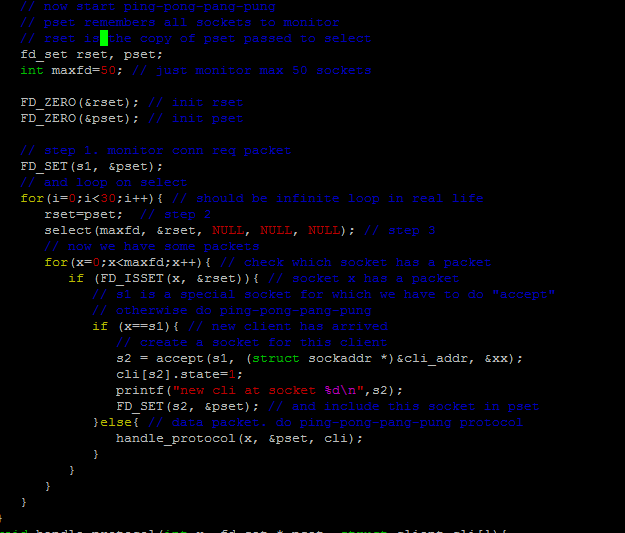 // now start ping-pong-pang-pung
// pset remembers all sockets to monitor
// rset is the copy of pset passed to select
fd_set rset, pset;
int maxfd=50; // just monitor max 50 sockets
FD_ZERO(&rset); // init rset
FD_ZERO(&pset); // init pset
// step 1. monitor conn req packet
FD_SET(s1, &pset);
// and loop on select
for(i=0;i<30;i++){ // should be infinite loop in real life
rset=pset; // step 2
select(maxfd, &rset, NULL, NULL, NULL); // step 3
// now we have some packets
for(x=0;x<maxfd;x++){ // check which socket has a packet
if (FD_ISSET(x, &rset)){ // socket x has a packet
// s1 is a special socket for which we have to do "accept"
// otherwise do ping-pong-pang-pung
if (x==s1){ // new client has arrived
// create a socket for this client
s2 = accept(s1, (struct sockaddr *)&cli_addr, &xx);
cli[s2].state=1;
printf("new cli at socket %d\n",s2);
FD_SET(s2, &pset); // and include this socket in pset
}else{ // data packet. do ping-pong-pang-pung protocol
handle_protocol(x, &pset, cli);
}
}
}
}
}
void handle_protocol(int x, fd_set * pset, struct client cli[]){